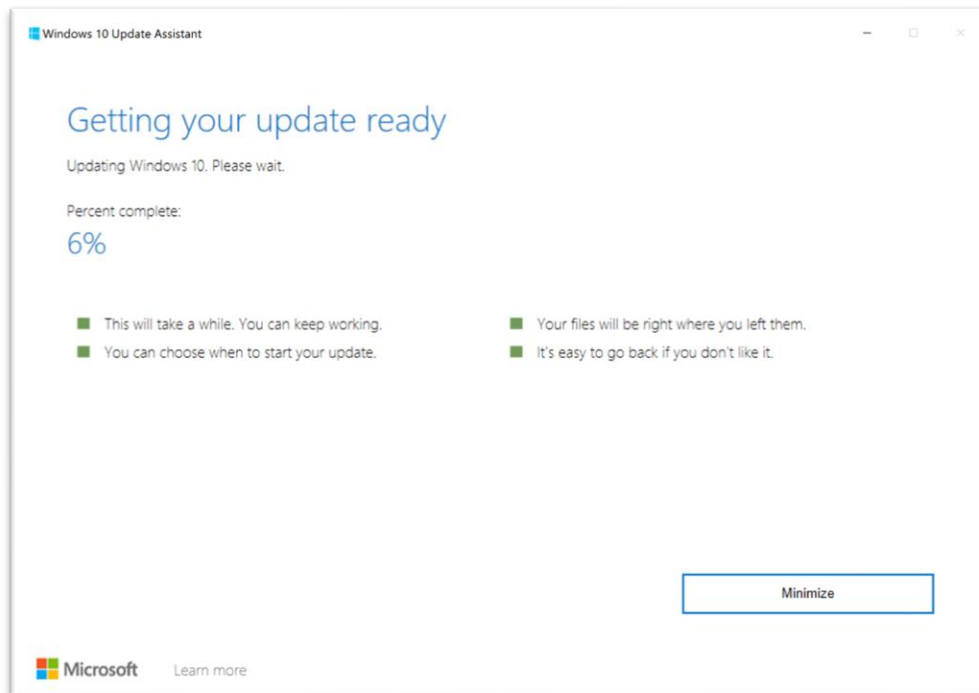 Windows 10 Update Assistant
Getting your update ready
Updating Windows 10. Please wait.
Percent complete:
6%
This will take a while. You can keep working.
You can choose when to start your update.
Your files will be right where you left them.
It's easy to go back if you don't like it.
Minimize
Microsoft Learn more